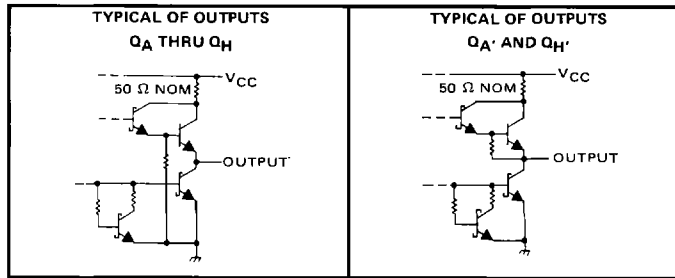 TYPICAL OF OUTPUTS
QA THRU QH
VCC
50 Ω NOM
OUTPUT
TYPICAL OF OUTPUTS
QA' AND QH'
VCC
50 Ω NOM
OUTPUT